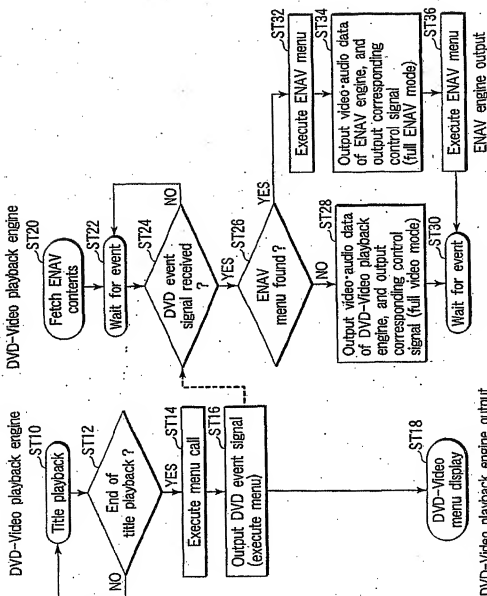 DVD-Video playback engine
ST10
Title playback
ST12
End of
title playback ?
NO
YES
ST14
Execute menu call
ST16
Output DVD event signal
(execute menu)
ST18
DVD-Video
menu display
DVD-Video playback engine output
DVD-Video playback engine
ST20
Fetch ENAV
contents
ST22
Wait for event
ST24
DVD event
signal received
?
NO
YES
ST26
ENAV
menu found ?
YES
NO
ST28
Output video·audio data
of DVD-Video playback
engine, and output
corresponding control
signal (full video mode)
ST30
Wait for event
ST32
Execute ENAV menu
ST34
Output video·audio data
of ENAV engine, and
output corresponding
control signal
(full ENAV mode)
ST36
Execute ENAV menu
ENAV engine output